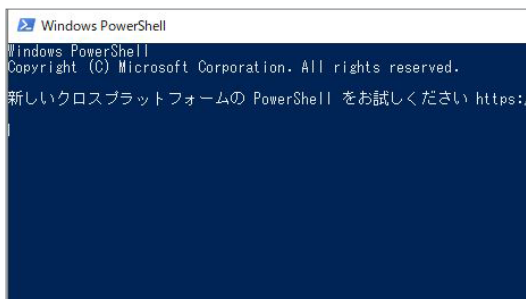 Windows PowerShell
Windows PowerShell
Copyright (C) Microsoft Corporation. All rights reserved.
新しいクロスプラットフォームの PowerShell をお試しください https:/